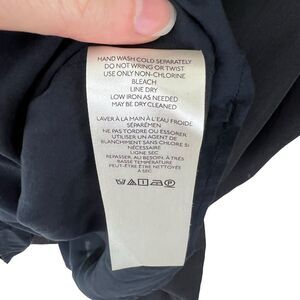 HAND WASH COLD SEPARATELY
DO NOT WRING OR TWIST
USE ONLY NON-CHLORINE
BLEACH
LINE DRY
LOW IRON AS NEEDED
MAY BE DRY CLEANED
LAVER À LA MAIN À L'EAU FROIDE
SÉPARÉMEN
NE PAS TORDRE OU ESSORER
UTILISER UN AGENT DE
BLANCHIMENT SANS CHLORE SI
NÉCESSAIRE
LIGNE SEC
REPASSER, AU BESOIN, À TRÈS
BASSE TEMPERATURE
PEUT-ÊTRE ÊTRE NETTOYÉS
À SEC